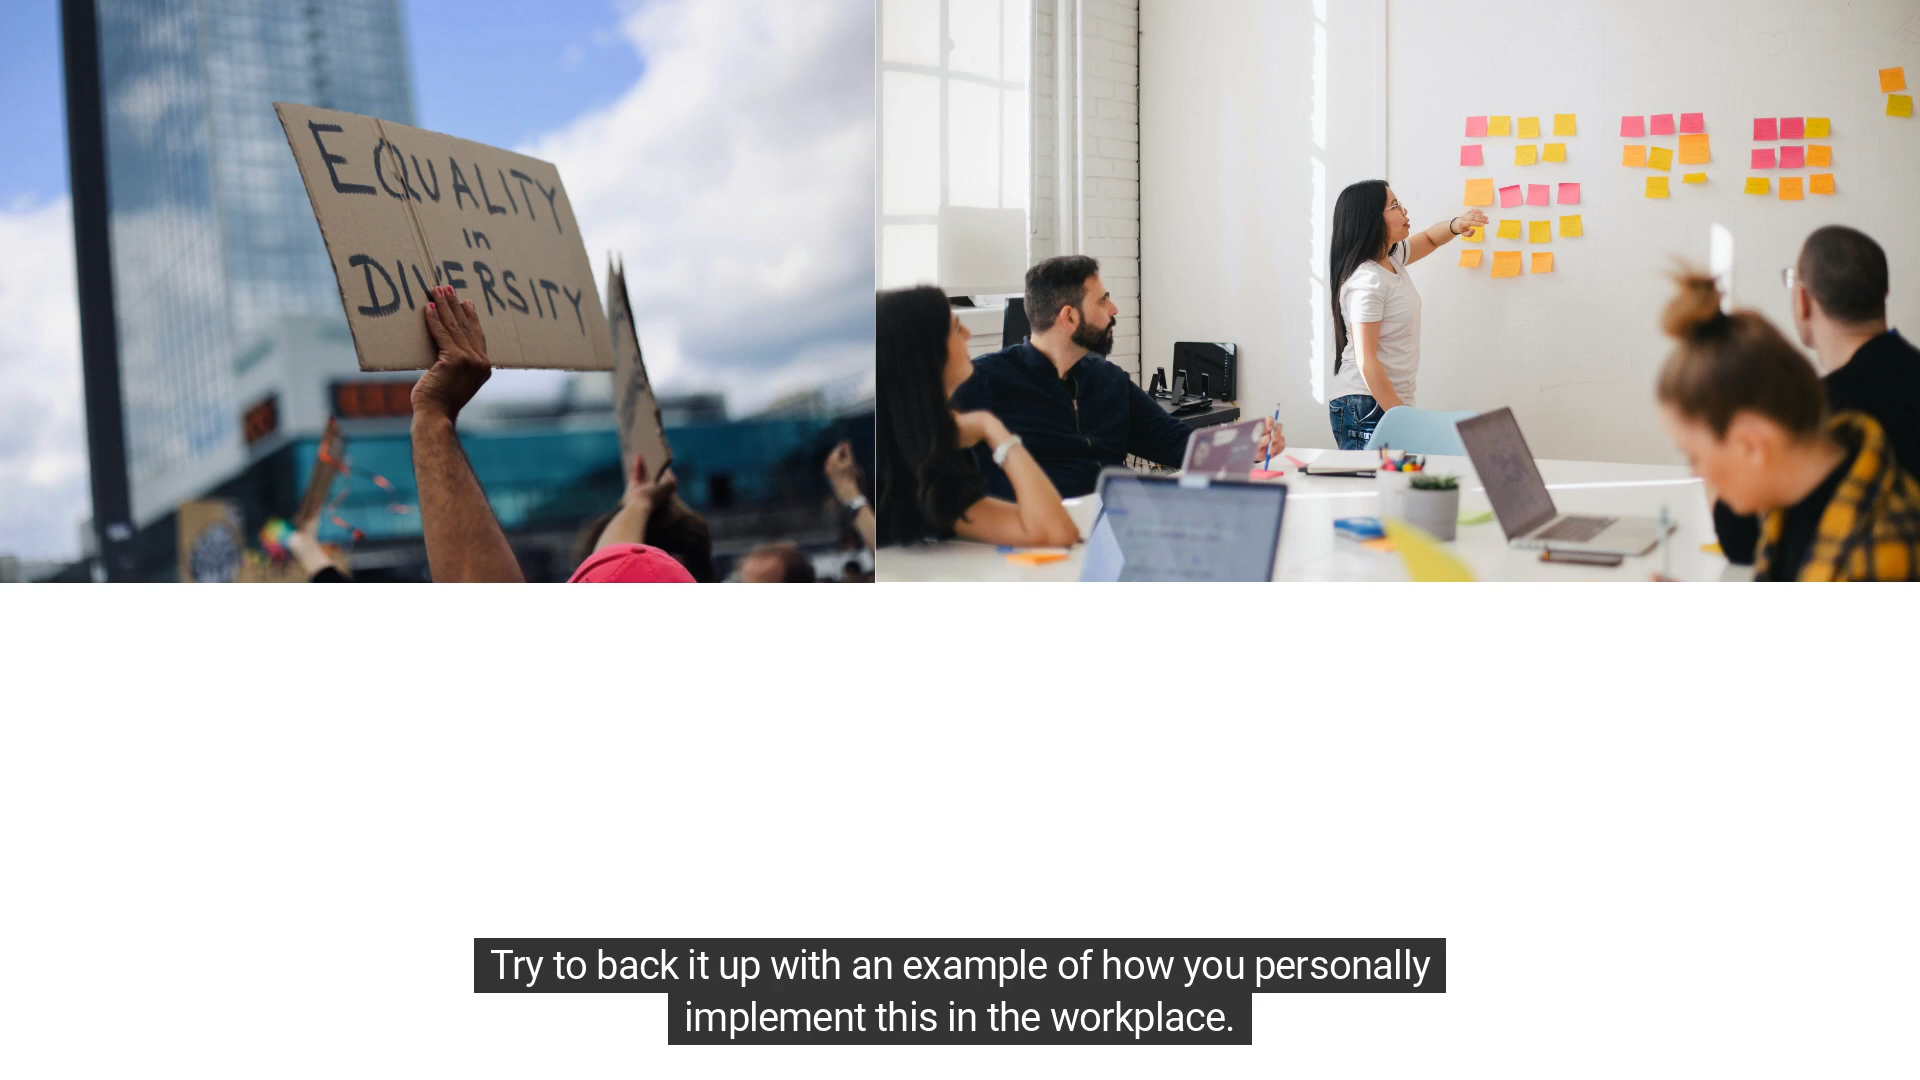 EQUALITY
in
DIVERSITY
Try to back it up with an example of how you personally
implement this in the workplace.